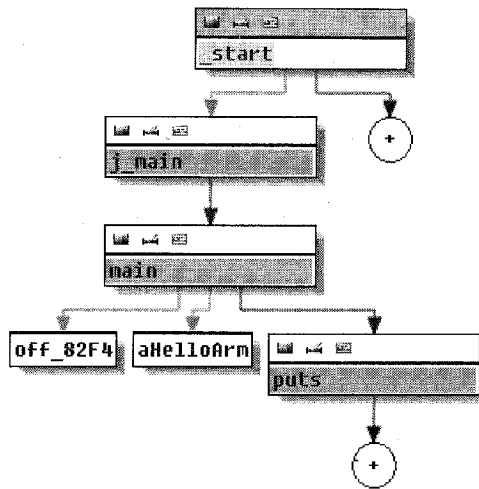 _start
+
j_main
main
off_82F4
aHelloArm
puts
+